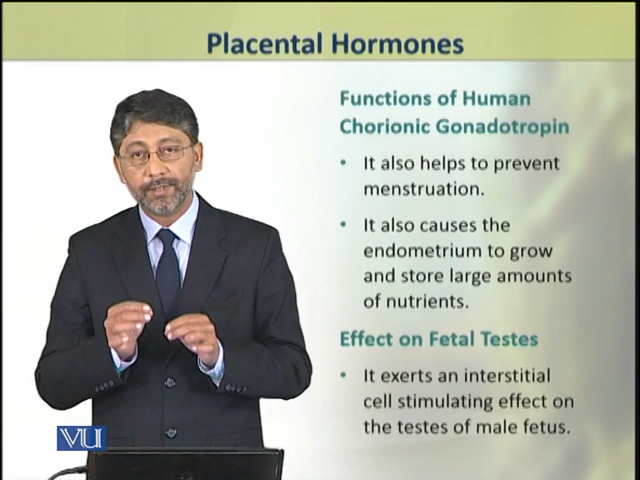 Placental Hormones
Functions of Human
Chorionic Gonadotropin
• It also helps to prevent
menstruation.
• It also causes the
endometrium to grow
and store large amounts
of nutrients.
Effect on Fetal Testes
• It exerts an interstitial
cell stimulating effect on
the testes of male fetus.
VU